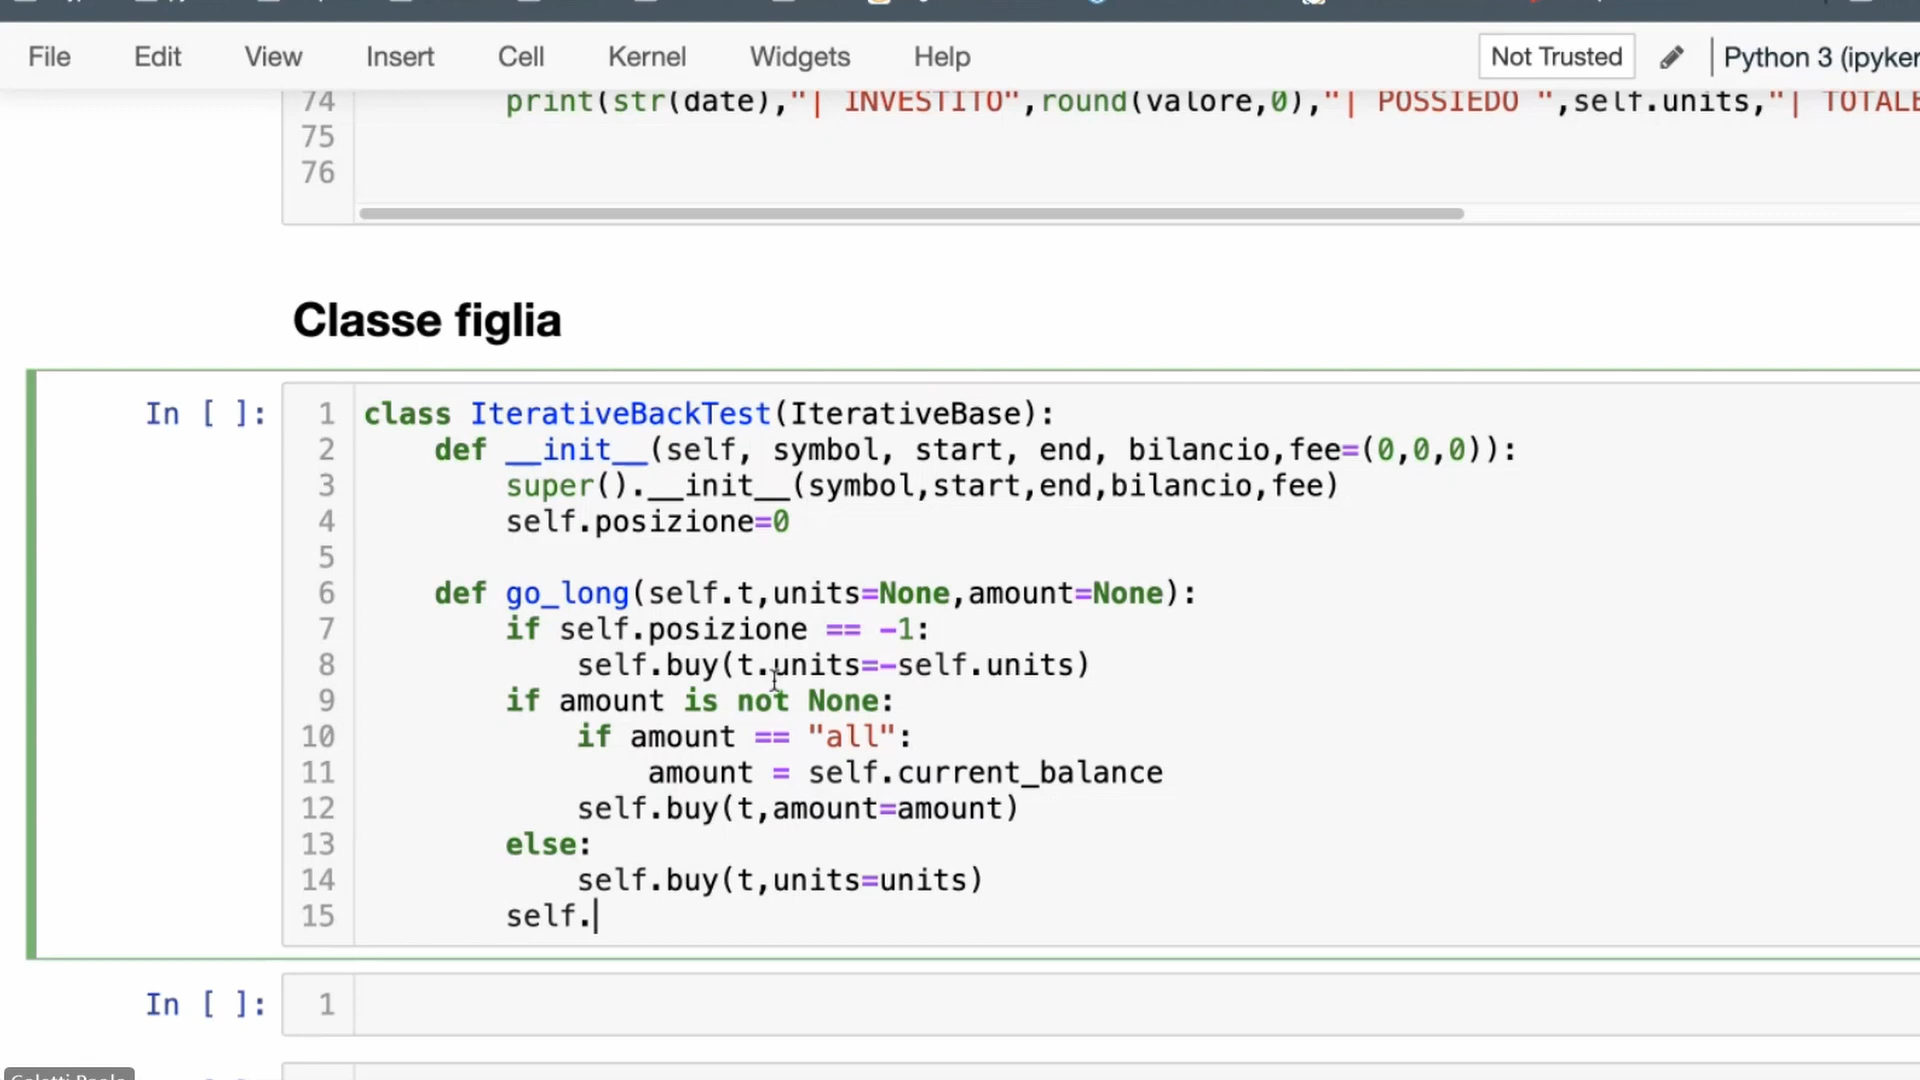 File Edit View Insert Cell Kernel Widgets Help Not Trusted Python 3 (ipyker
74 print(str(date),"| INVESTITO",round(valore,0),"| POSSIEDO ",self.units,"| TOTALE
75
76
Classe figlia
In [ ]:
1 class IterativeBackTest(IterativeBase):
2     def __init__(self, symbol, start, end, bilancio,fee=(0,0,0)):
3         super().__init__(symbol,start,end,bilancio,fee)
4         self.posizione=0
5
6     def go_long(self.t,units=None,amount=None):
7         if self.posizione == -1:
8             self.buy(t.units=-self.units)
9         if amount is not None:
10             if amount == "all":
11                 amount = self.current_balance
12             self.buy(t,amount=amount)
13         else:
14             self.buy(t,units=units)
15         self.
In [ ]: 1